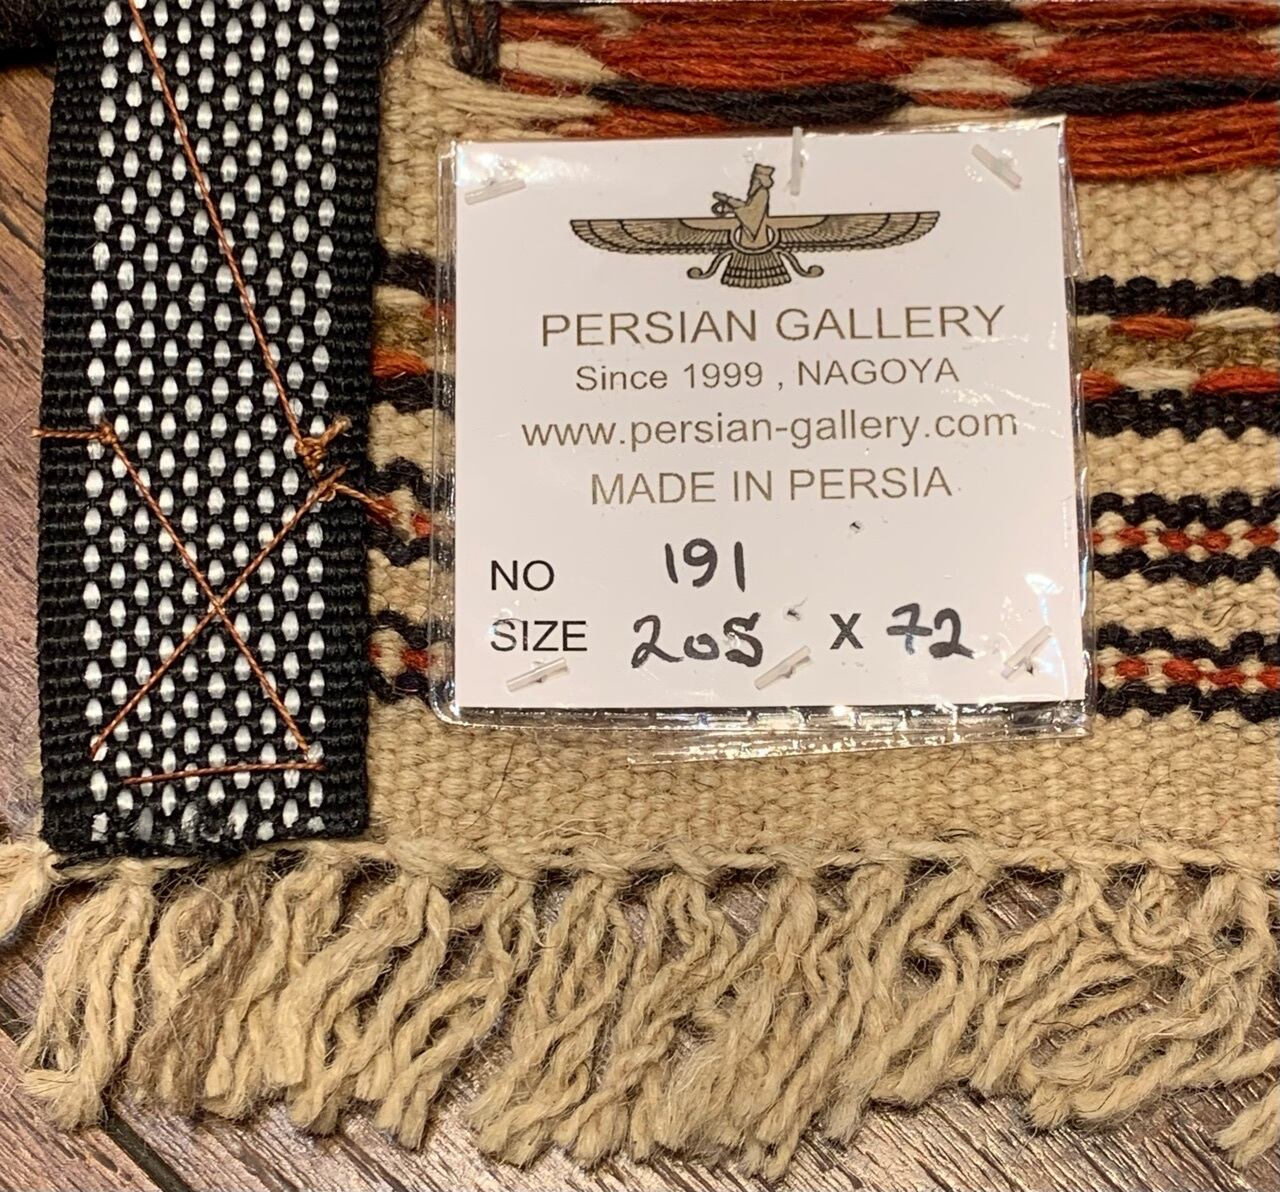 PERSIAN GALLERY
Since 1999 , NAGOYA
www.persian-gallery.com
MADE IN PERSIA
NO 191
SIZE 205 X 72